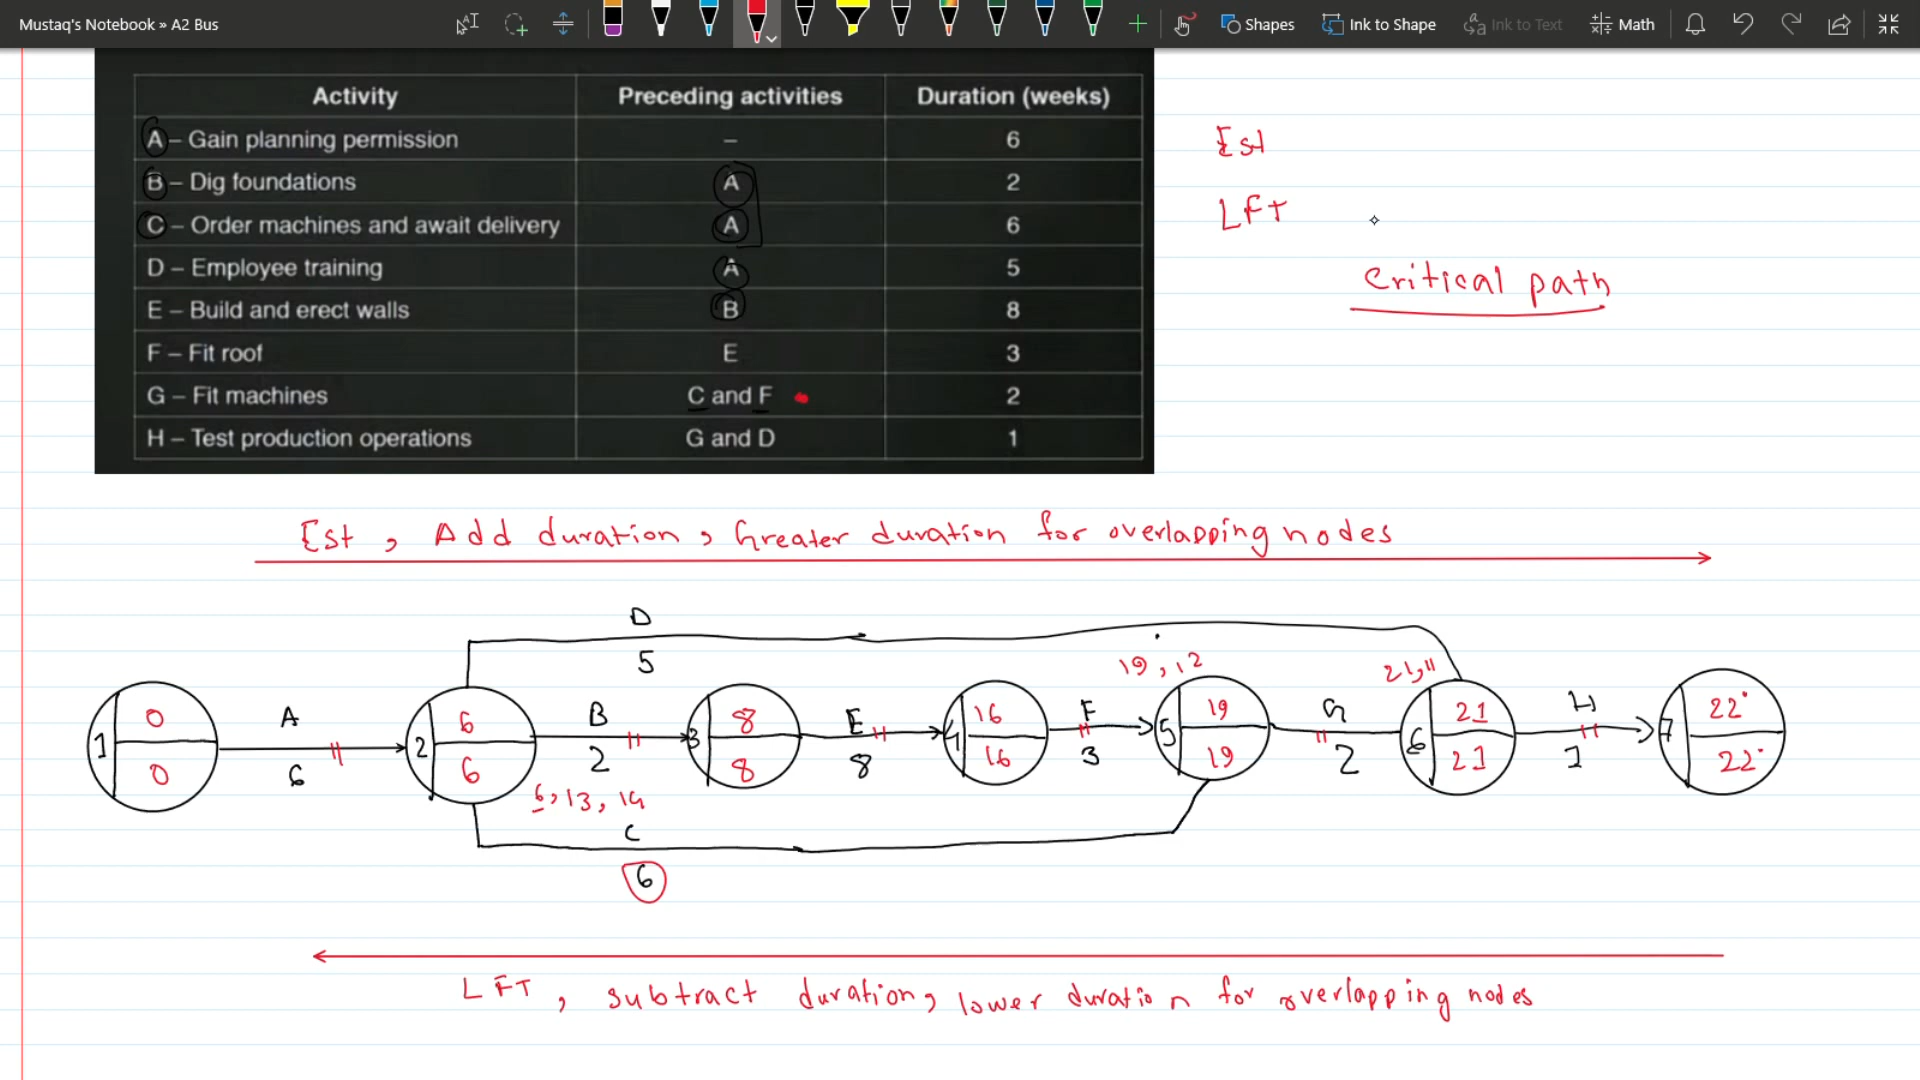 Mustaq's Notebook » A2 Bus
Shapes Ink to Shape Ink to Text Math
Activity Preceding activities Duration (weeks)
A – Gain planning permission – 6
B – Dig foundations A 2
C – Order machines and await delivery A 6
D – Employee training A 5
E – Build and erect walls B 8
F – Fit roof E 3
G – Fit machines C and F 2
H – Test production operations G and D 1
Est
LFT
Critical path
Est , Add duration , Greater duration for overlapping nodes
D
5
19 , 12
21, 11
A B E F G H
1 0 2 6 3 8 4 16 5 19 6 21 7 22
0 6 8 16 19 21 22
6 2 8 3 2 1
6, 13, 14
C
6
LFT , subtract duration, lower duration for overlapping nodes